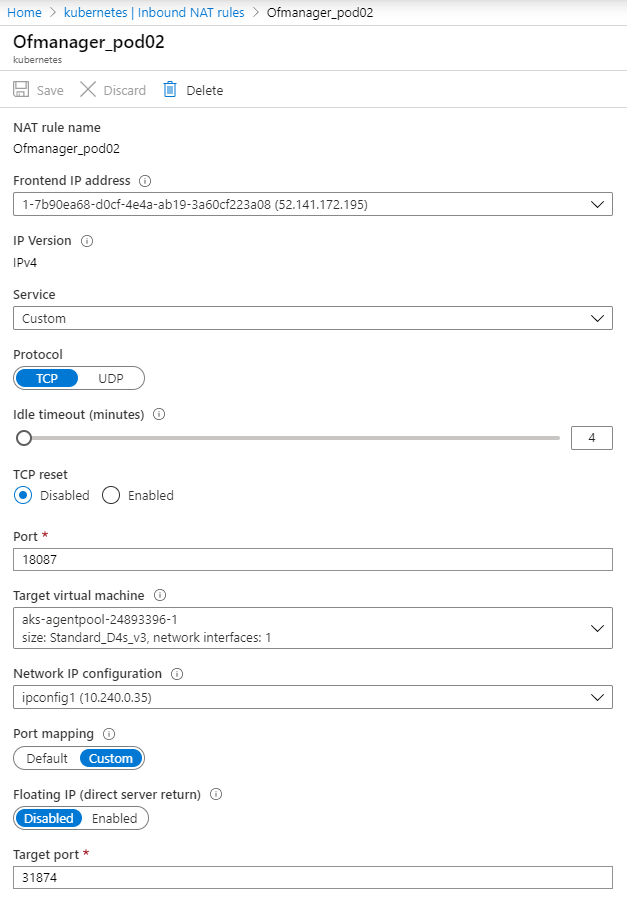 Home > kubernetes | Inbound NAT rules > Ofmanager_pod02
Ofmanager_pod02
kubernetes
Save Discard Delete
NAT rule name
Ofmanager_pod02
Frontend IP address
1-7b90ea68-d0cf-4e4a-ab19-3a60cf223a08 (52.141.172.195)
IP Version
IPv4
Service
Custom
Protocol
TCP UDP
Idle timeout (minutes)
4
TCP reset
Disabled Enabled
Port *
18087
Target virtual machine
aks-agentpool-24893396-1
size: Standard_D4s_v3, network interfaces: 1
Network IP configuration
ipconfig1 (10.240.0.35)
Port mapping
Default Custom
Floating IP (direct server return)
Disabled Enabled
Target port *
31874